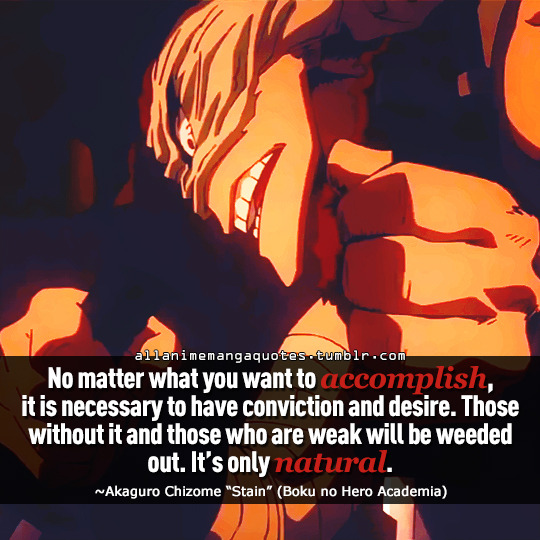 allanimemangaquotes.tumblr.com
No matter what you want to accomplish,
it is necessary to have conviction and desire. Those
without it and those who are weak will be weeded
out. It's only natural.
~Akaguro Chizome “Stain” (Boku no Hero Academia)